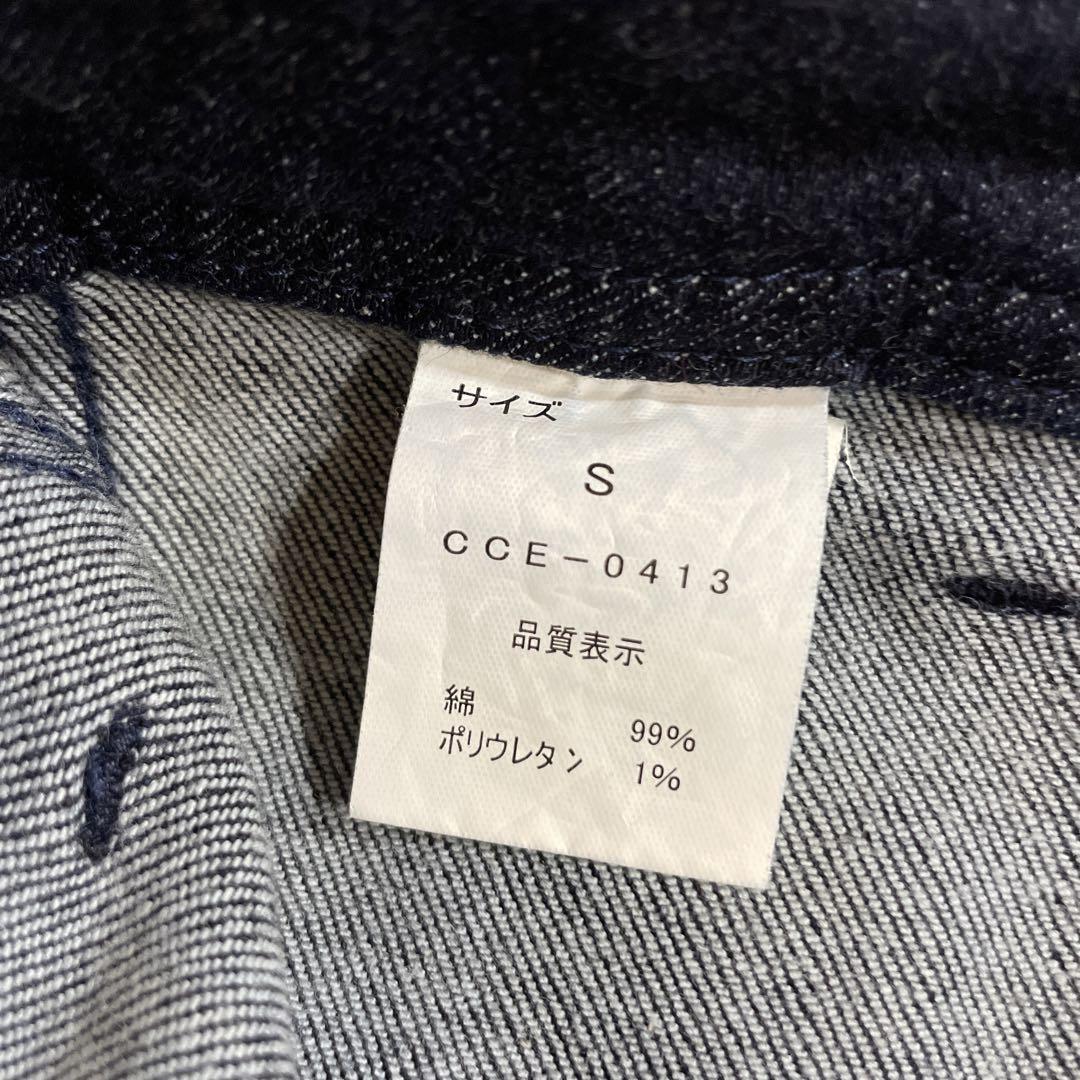 サイズ
S
CCE-0413
品質表示
綿 99%
ポリウレタン 1%